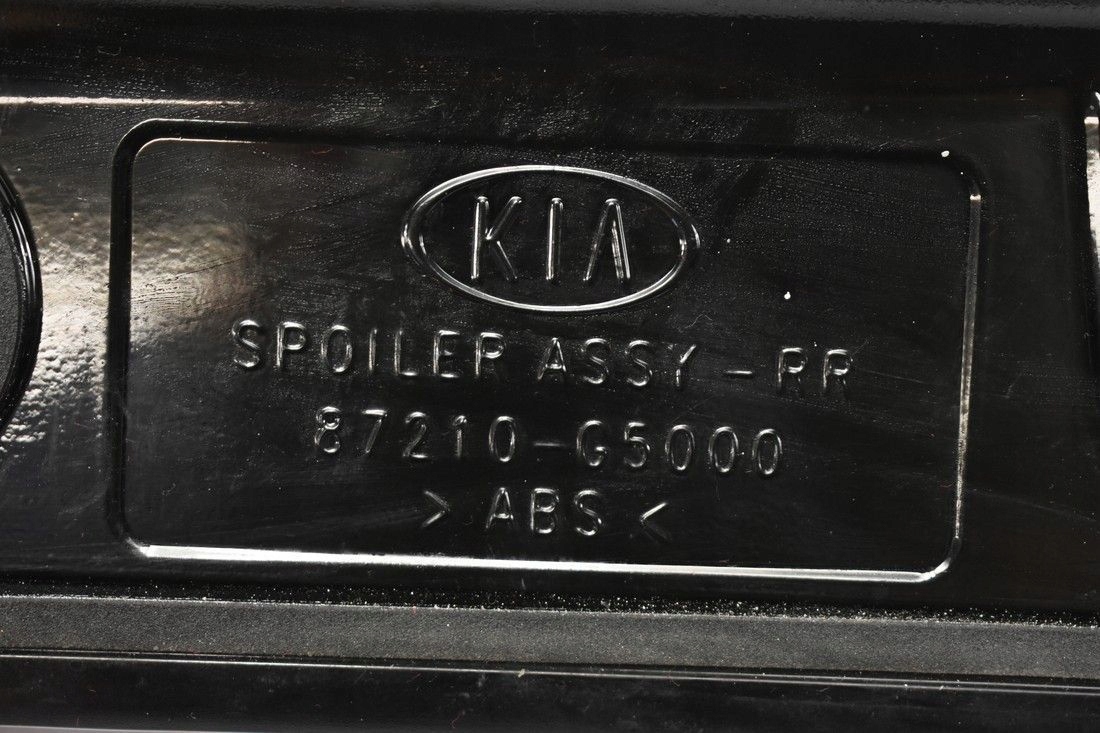 KIA
SPOILER ASSY - RR
87210-G5000
> ABS <